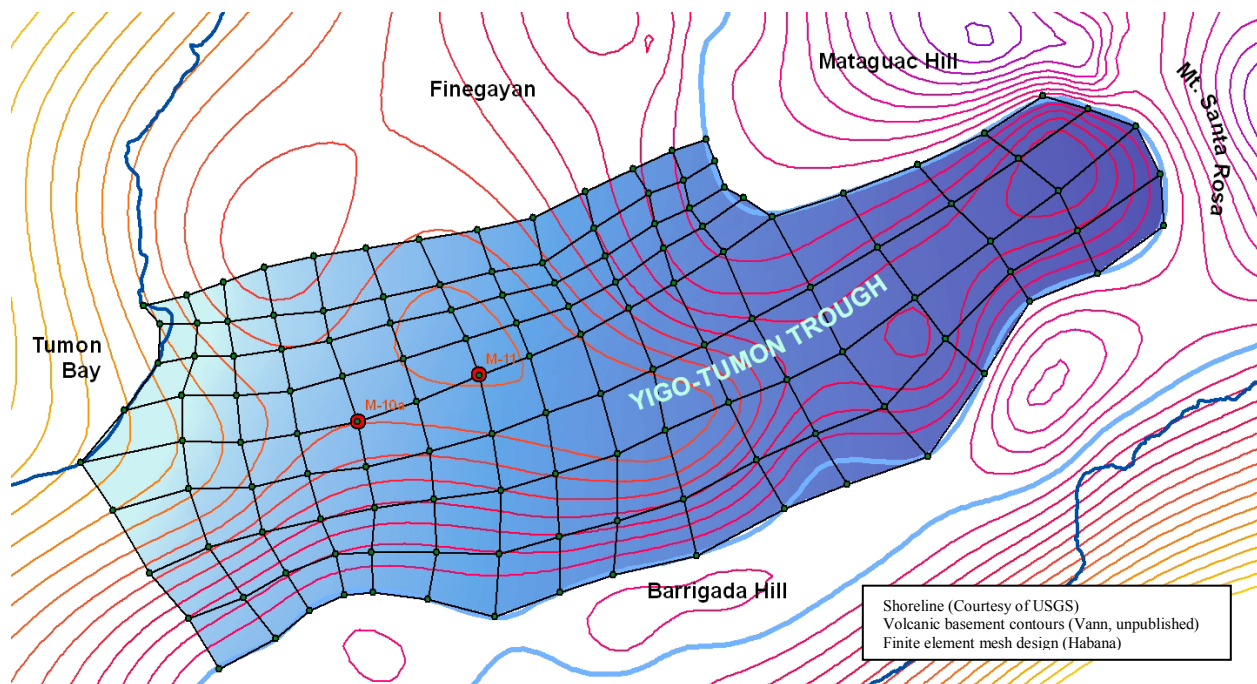 Mataguac Hill
Finegayan
Mt. Santa Rosa
Tumon
Bay
M-11
M-10a
YIGO-TUMON TROUGH
Barrigada Hill
Shoreline (Courtesy of USGS)
Volcanic basement contours (Vann, unpublished)
Finite element mesh design (Habana)